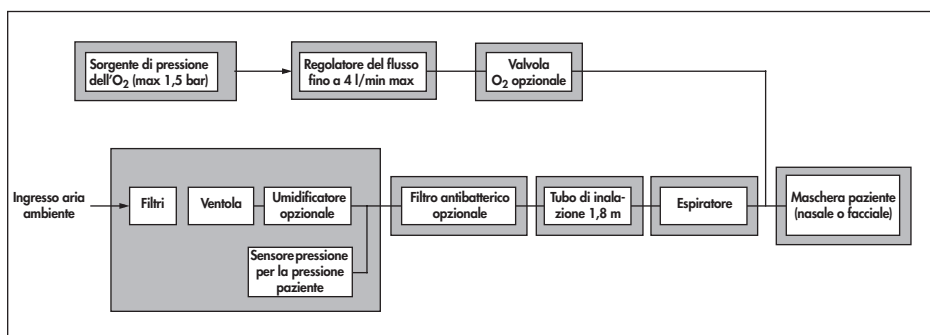 Sorgente di pressione
dell'O₂ (max 1,5 bar)
Regolatore del flusso
fino a 4 l/min max
Valvola
O₂ opzionale
Ingresso aria
ambiente
Filtri
Ventola
Umidificatore
opzionale
Sensore pressione
per la pressione
paziente
Filtro antibatterico
opzionale
Tubo di inala-
zione 1,8 m
Espiratore
Maschera paziente
(nasale o facciale)